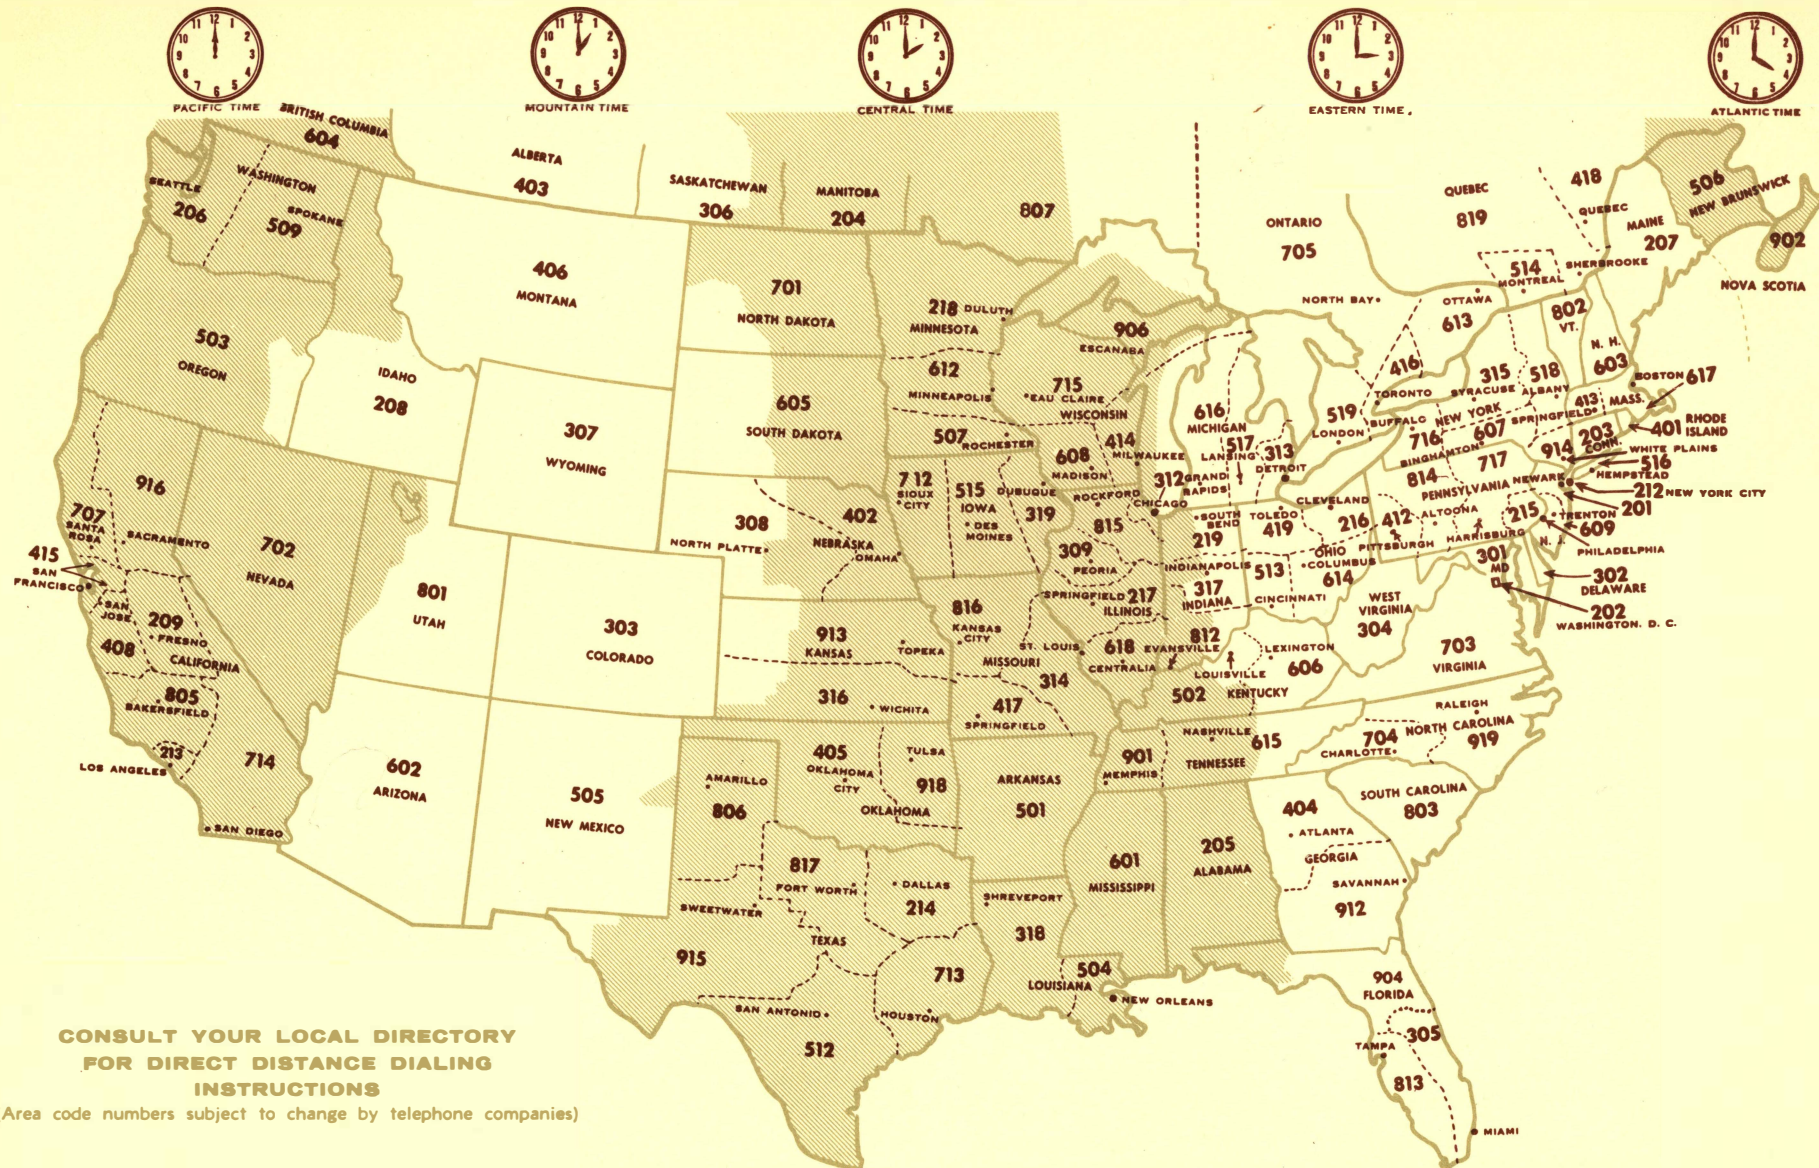 PACIFIC TIME
MOUNTAIN TIME
CENTRAL TIME
EASTERN TIME.
ATLANTIC TIME
BRITISH COLUMBIA
604
ALBERTA
403
SASKATCHEWAN
306
MANITOBA
204
807
ONTARIO
705
NORTH BAY
QUEBEC
819
418
QUEBEC
514
MONTREAL
SHERBROOKE
OTTAWA
613
416
TORONTO
519
LONDON
506
NEW BRUNSWICK
902
NOVA SCOTIA
WASHINGTON
SEATTLE
206
SPOKANE
509
503
OREGON
IDAHO
208
406
MONTANA
307
WYOMING
916
707
SANTA
ROSA
SACRAMENTO
415
SAN
FRANCISCO
SAN
JOSE
209
FRESNO
408
CALIFORNIA
805
BAKERSFIELD
213
LOS ANGELES
714
SAN DIEGO
702
NEVADA
801
UTAH
303
COLORADO
602
ARIZONA
505
NEW MEXICO
701
NORTH DAKOTA
605
SOUTH DAKOTA
308
NORTH PLATTE
402
NEBRASKA
OMAHA
913
KANSAS
TOPEKA
316
WICHITA
405
OKLAHOMA
CITY
TULSA
918
OKLAHOMA
AMARILLO
806
817
FORT WORTH
DALLAS
214
SWEETWATER
TEXAS
915
713
SAN ANTONIO
HOUSTON
512
218
DULUTH
MINNESOTA
612
MINNEAPOLIS
507
ROCHESTER
712
SIOUX
CITY
515
IOWA
DES
MOINES
DUBUQUE
319
816
KANSAS
CITY
ST. LOUIS
MISSOURI
314
417
SPRINGFIELD
ARKANSAS
501
SHREVEPORT
318
504
LOUISIANA
NEW ORLEANS
906
ESCANABA
715
EAU CLAIRE
WISCONSIN
414
MILWAUKEE
608
MADISON
ROCKFORD
815
312
CHICAGO
309
PEORIA
SPRINGFIELD
217
ILLINOIS
618
CENTRALIA
616
MICHIGAN
517
LANSING
313
DETROIT
GRAND
RAPIDS
SOUTH
BEND
219
INDIANAPOLIS
317
INDIANA
812
EVANSVILLE
TOLEDO
419
CLEVELAND
216
OHIO
COLUMBUS
614
513
CINCINNATI
LOUISVILLE
LEXINGTON
606
502
KENTUCKY
NASHVILLE
615
901
MEMPHIS
TENNESSEE
601
MISSISSIPPI
205
ALABAMA
404
ATLANTA
GEORGIA
SAVANNAH
912
904
FLORIDA
305
TAMPA
813
MIAMI
SOUTH CAROLINA
803
RALEIGH
704
NORTH CAROLINA
CHARLOTTE
919
703
VIRGINIA
WEST
VIRGINIA
304
301
MD
302
DELAWARE
202
WASHINGTON. D. C.
412
PITTSBURGH
ALTOONA
HARRISBURG
814
717
PENNSYLVANIA
215
PHILADELPHIA
N. J.
TRENTON
609
NEWARK
201
212
NEW YORK CITY
516
HEMPSTEAD
914
WHITE PLAINS
BUFFALO
716
NEW YORK
BINGHAMTON
607
315
SYRACUSE
518
ALBANY
802
VT.
N. H.
603
MAINE
207
BOSTON
617
413
MASS.
SPRINGFIELD
203
CONN.
401
RHODE
ISLAND
CONSULT YOUR LOCAL DIRECTORY
FOR DIRECT DISTANCE DIALING
INSTRUCTIONS
(Area code numbers subject to change by telephone companies)